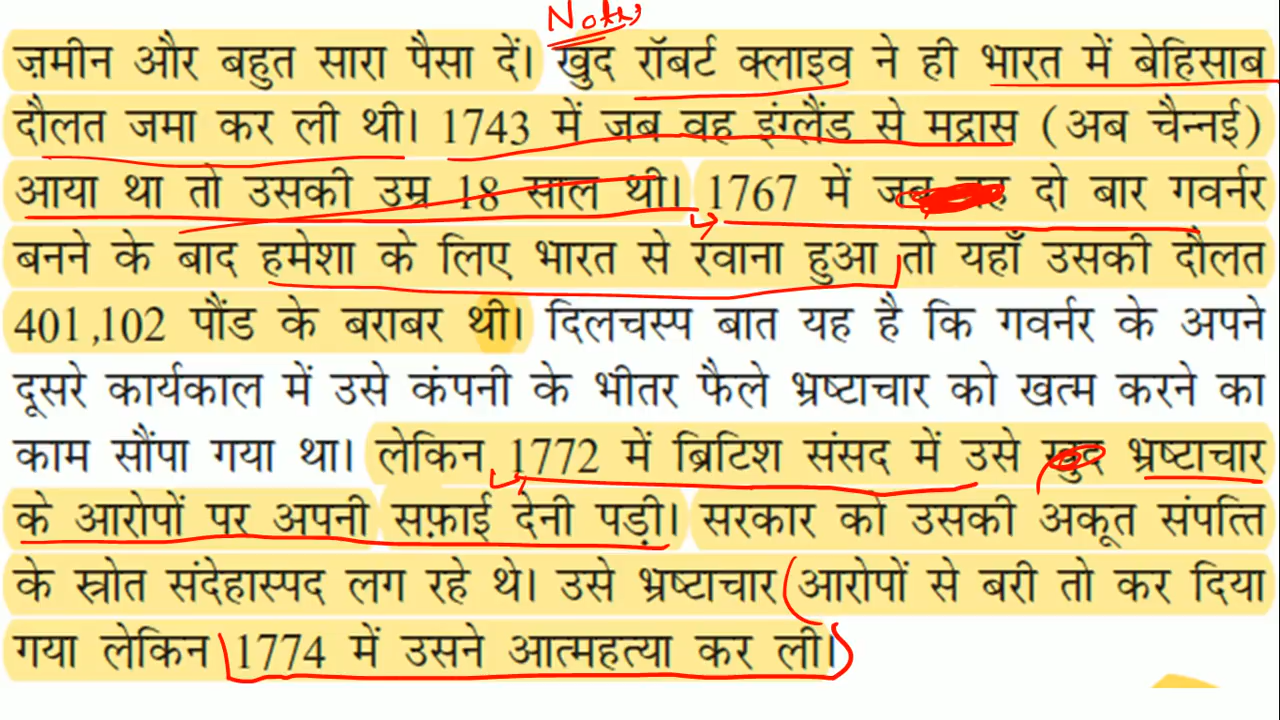 Note,
ज़मीन और बहुत सारा पैसा दें। खुद रॉबर्ट क्लाइव ने ही भारत में बेहिसाब
दौलत जमा कर ली थी। 1743 में जब वह इंग्लैंड से मद्रास (अब चैन्नई)
आया था तो उसकी उम्र 18 साल थी। 1767 में जब वह दो बार गवर्नर
बनने के बाद हमेशा के लिए भारत से रवाना हुआ तो यहाँ उसकी दौलत
401,102 पौंड के बराबर थी। दिलचस्प बात यह है कि गवर्नर के अपने
दूसरे कार्यकाल में उसे कंपनी के भीतर फैले भ्रष्टाचार को खत्म करने का
काम सौंपा गया था। लेकिन 1772 में ब्रिटिश संसद में उसे खुद भ्रष्टाचार
के आरोपों पर अपनी सफ़ाई देनी पड़ी। सरकार को उसकी अकूत संपत्ति
के स्रोत संदेहास्पद लग रहे थे। उसे भ्रष्टाचार आरोपों से बरी तो कर दिया
गया लेकिन 1774 में उसने आत्महत्या कर ली।